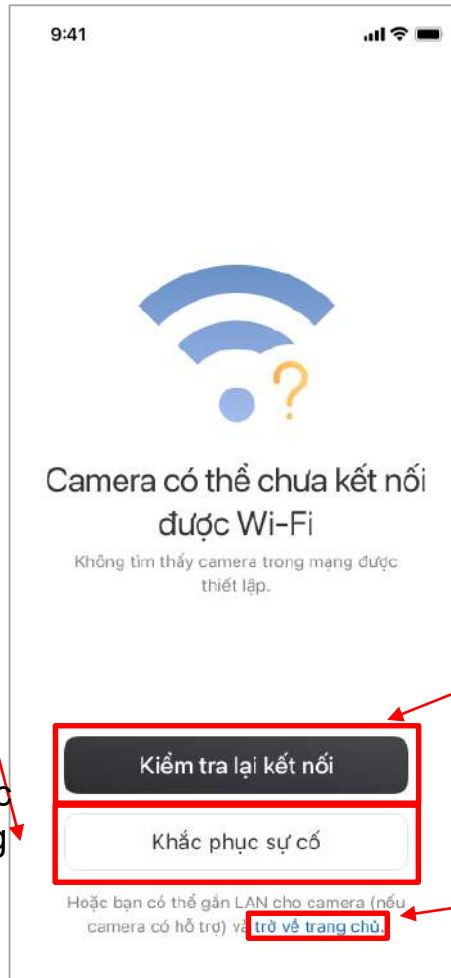 9:41
?
Camera có thể chưa kết nối
được Wi-Fi
Không tìm thấy camera trong mạng được
thiết lập.
Kiểm tra lại kết nối
Khắc phục sự cố
Hoặc bạn có thể gắn LAN cho camera (nếu
camera có hỗ trợ) và trở về trang chủ.